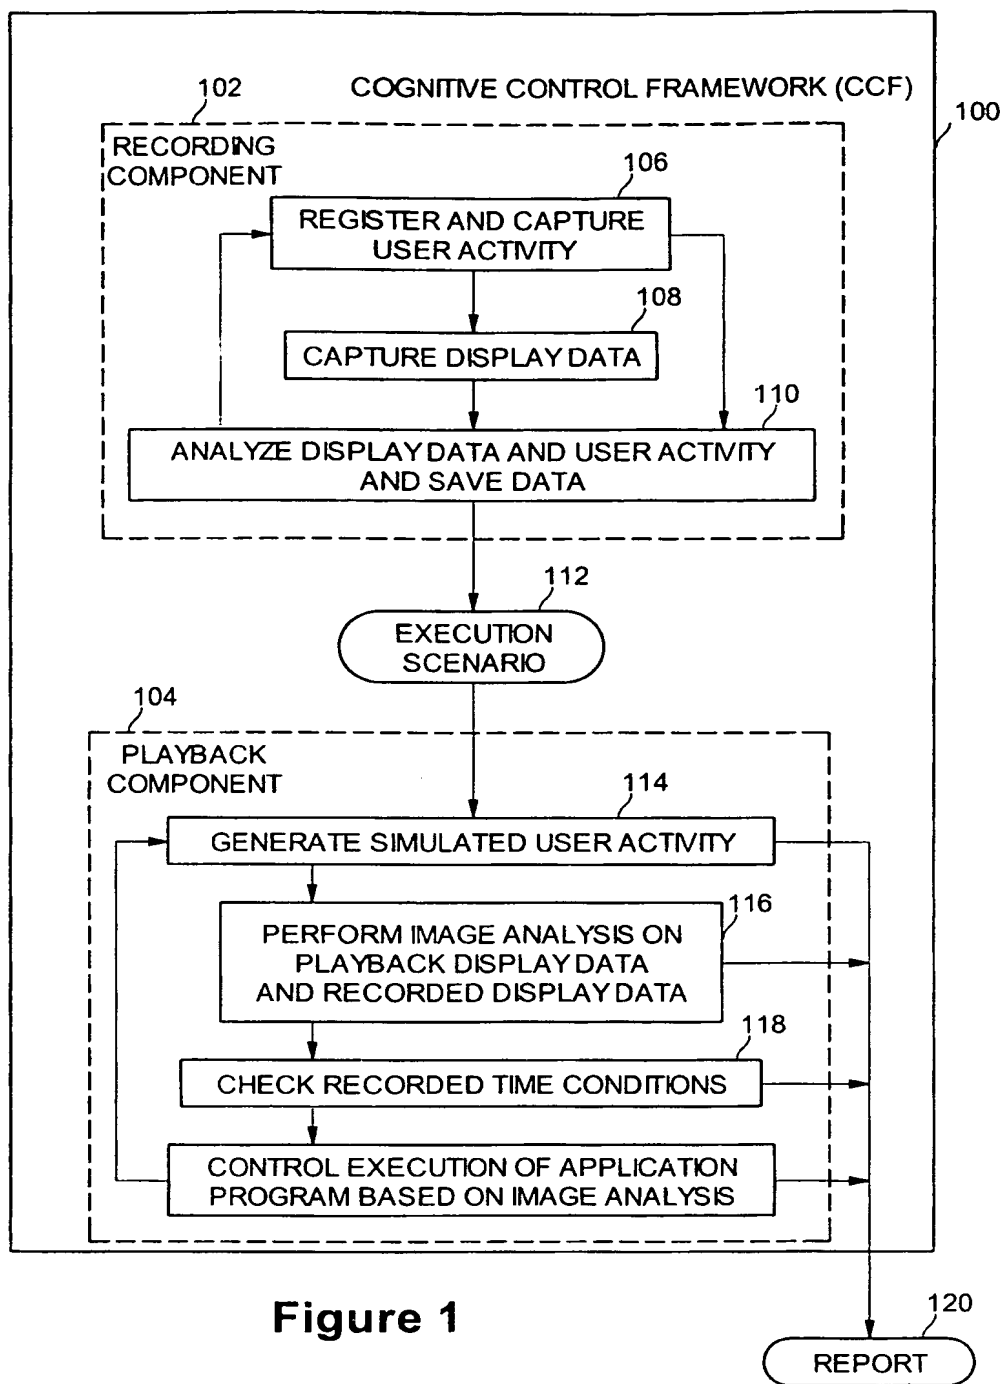 COGNITIVE CONTROL FRAMEWORK (CCF)
100
102
RECORDING
COMPONENT
106
REGISTER AND CAPTURE
USER ACTIVITY
108
CAPTURE DISPLAY DATA
110
ANALYZE DISPLAY DATA AND USER ACTIVITY
AND SAVE DATA
112
EXECUTION
SCENARIO
104
PLAYBACK
COMPONENT
114
GENERATE SIMULATED USER ACTIVITY
116
PERFORM IMAGE ANALYSIS ON
PLAYBACK DISPLAY DATA
AND RECORDED DISPLAY DATA
118
CHECK RECORDED TIME CONDITIONS
CONTROL EXECUTION OF APPLICATION
PROGRAM BASED ON IMAGE ANALYSIS
Figure 1
120
REPORT